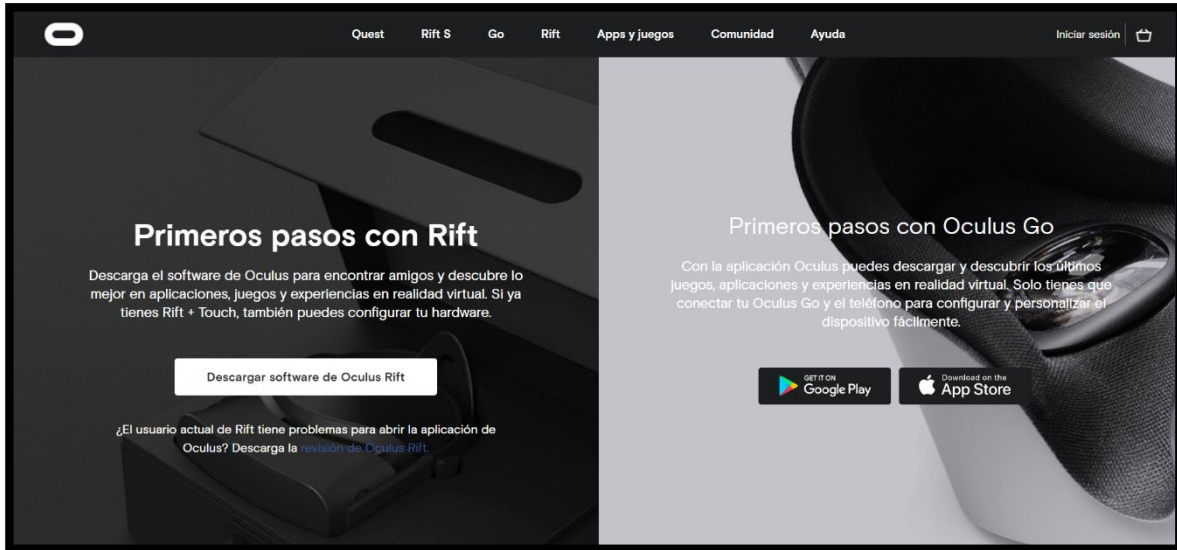 Quest Rift S Go Rift Apps y juegos Comunidad Ayuda Iniciar sesión
Primeros pasos con Rift
Descarga el software de Oculus para encontrar amigos y descubre lo
mejor en aplicaciones, juegos y experiencias en realidad virtual. Si ya
tienes Rift + Touch, también puedes configurar tu hardware.
Descargar software de Oculus Rift
¿El usuario actual de Rift tiene problemas para abrir la aplicación de
Oculus? Descarga la revisión de Oculus Rift.
Primeros pasos con Oculus Go
Con la aplicación Oculus puedes descargar y descubrir los últimos
juegos, aplicaciones y experiencias en realidad virtual. Solo tienes que
conectar tu Oculus Go y el teléfono para configurar y personalizar el
dispositivo fácilmente.
GET IT ON
Google Play
Download on the
App Store